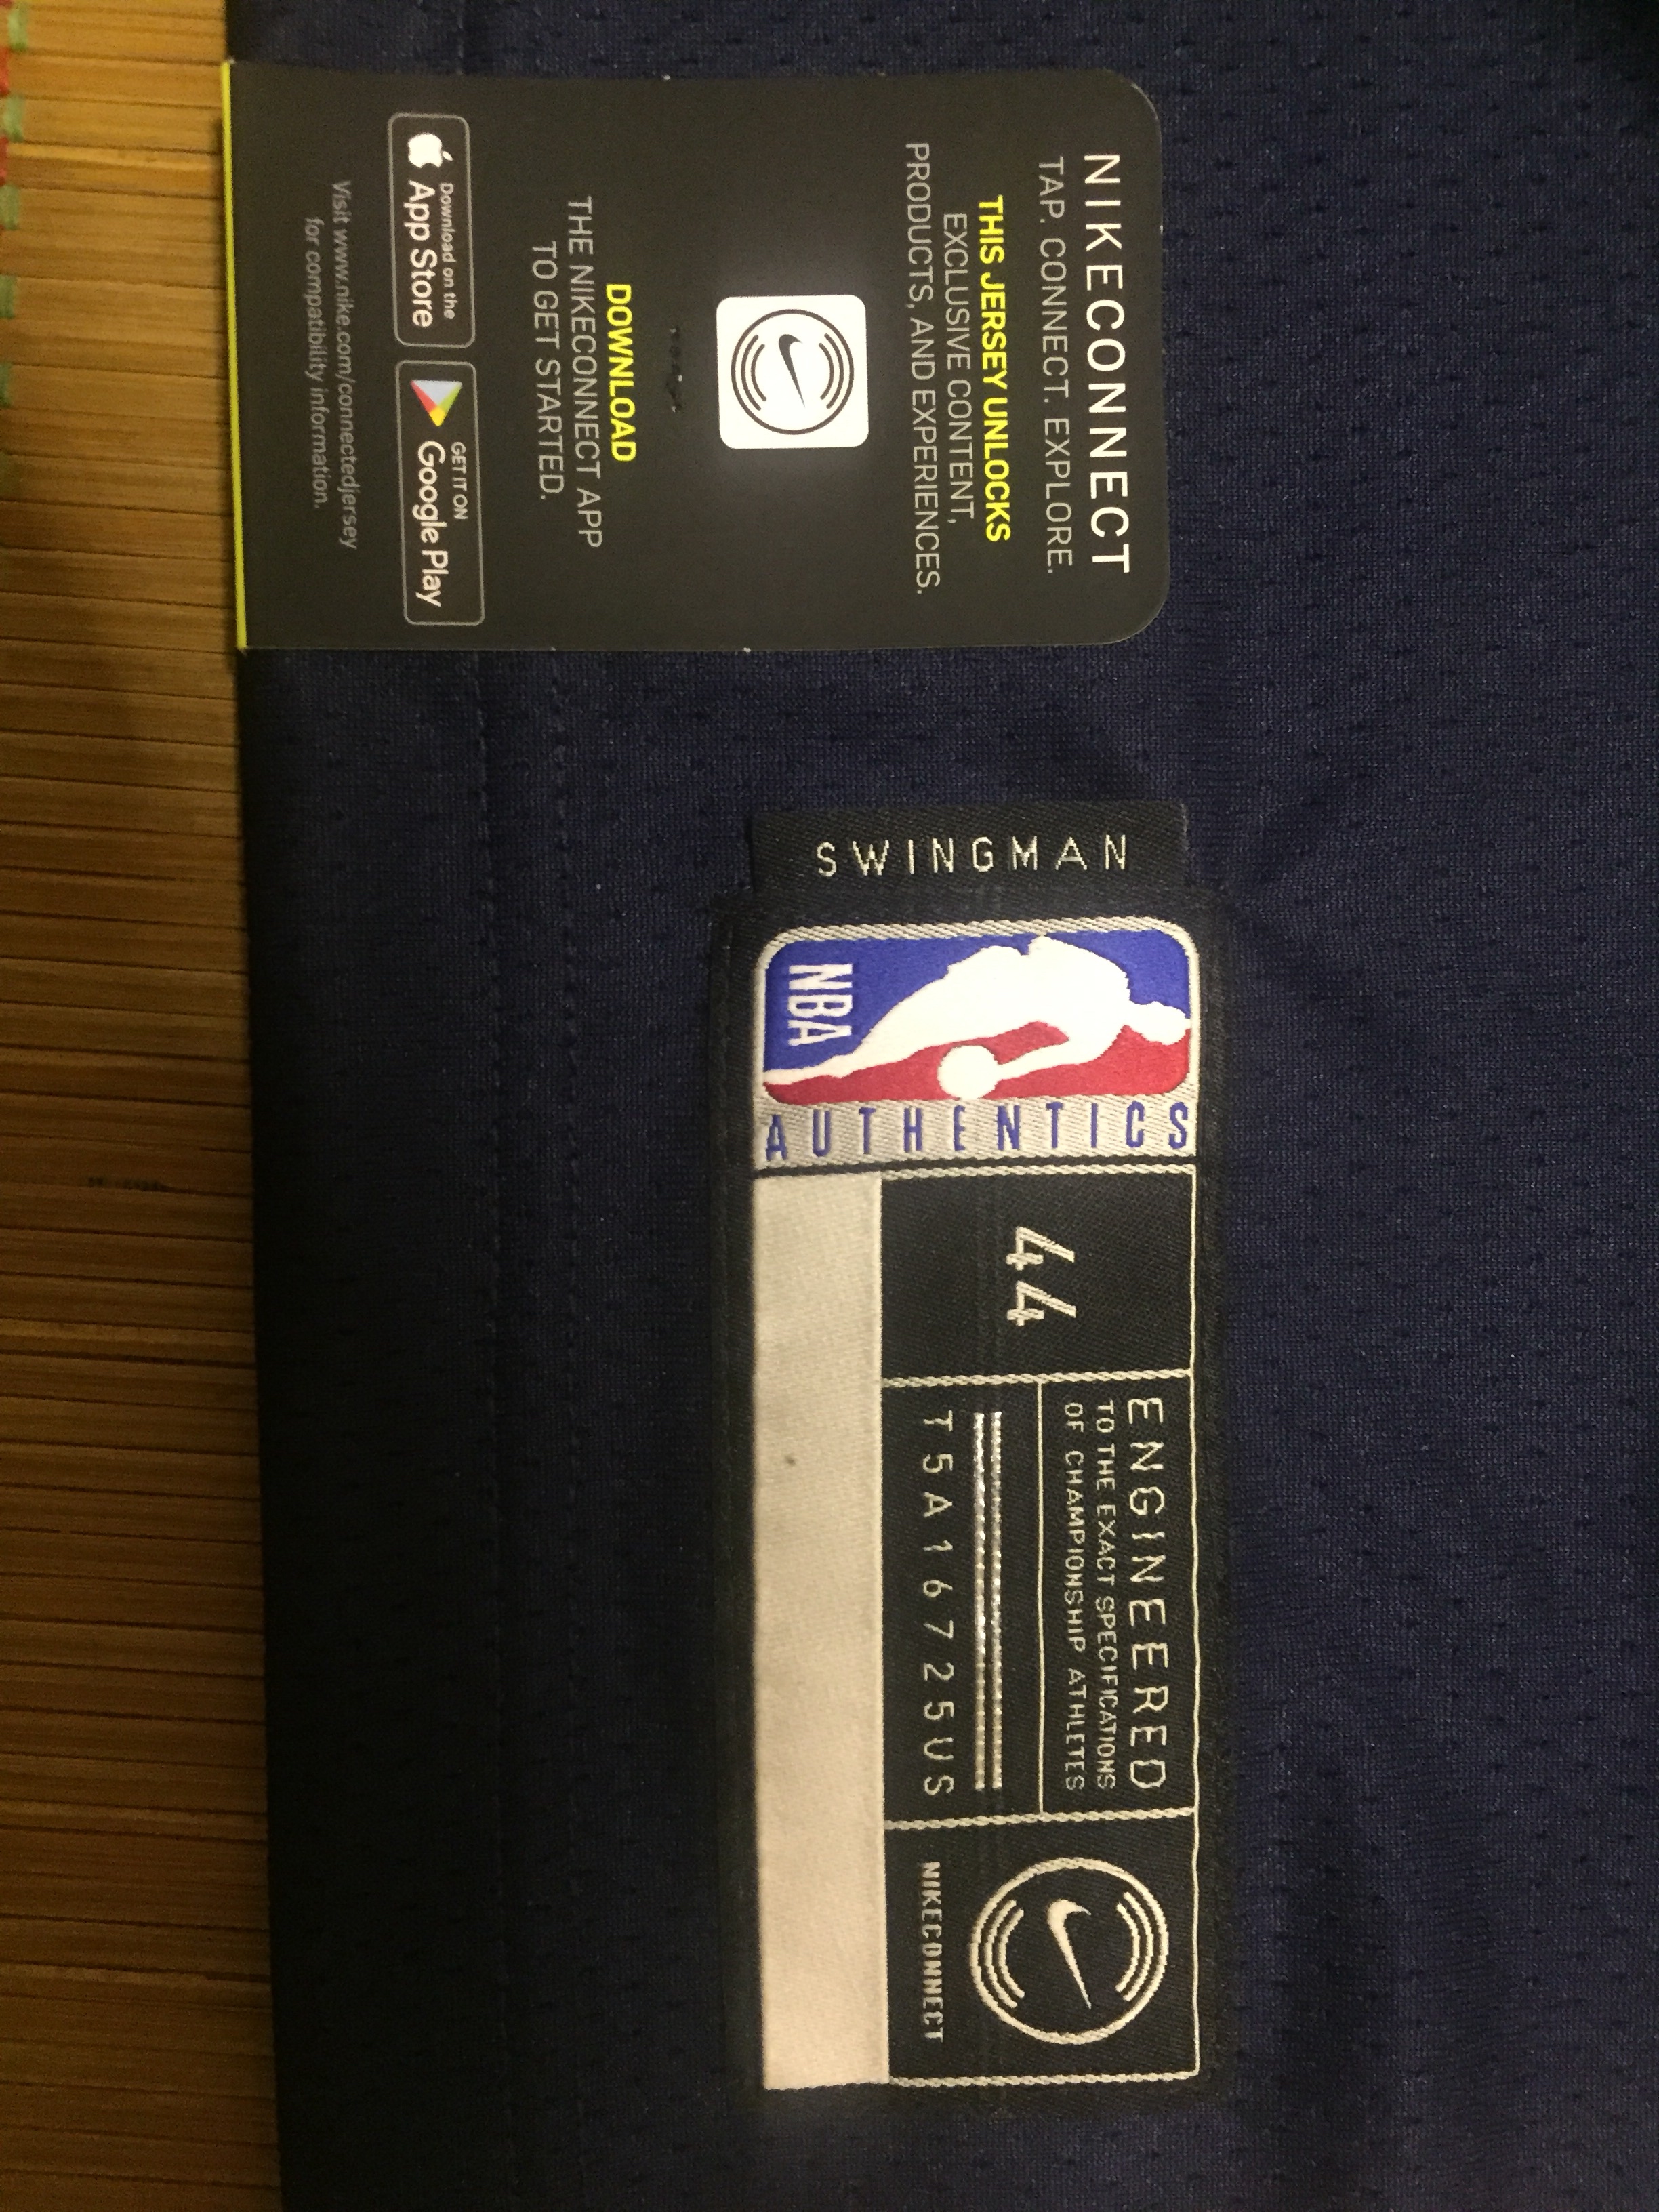 NIKECONNECT
TAP. CONNECT. EXPLORE.
THIS JERSEY UNLOCKS
EXCLUSIVE CONTENT,
PRODUCTS, AND EXPERIENCES.
DOWNLOAD
THE NIKECONNECT APP
TO GET STARTED.
Download on the
App Store
GET IT ON
Google Play
Visit www.nike.com/connectedjersey
for compatibility information.
SWINGMAN
NBA
AUTHENTICS
44
ENGINEERED
TO THE EXACT SPECIFICATIONS
OF CHAMPIONSHIP ATHLETES
T5A16725US
NIKECONNECT